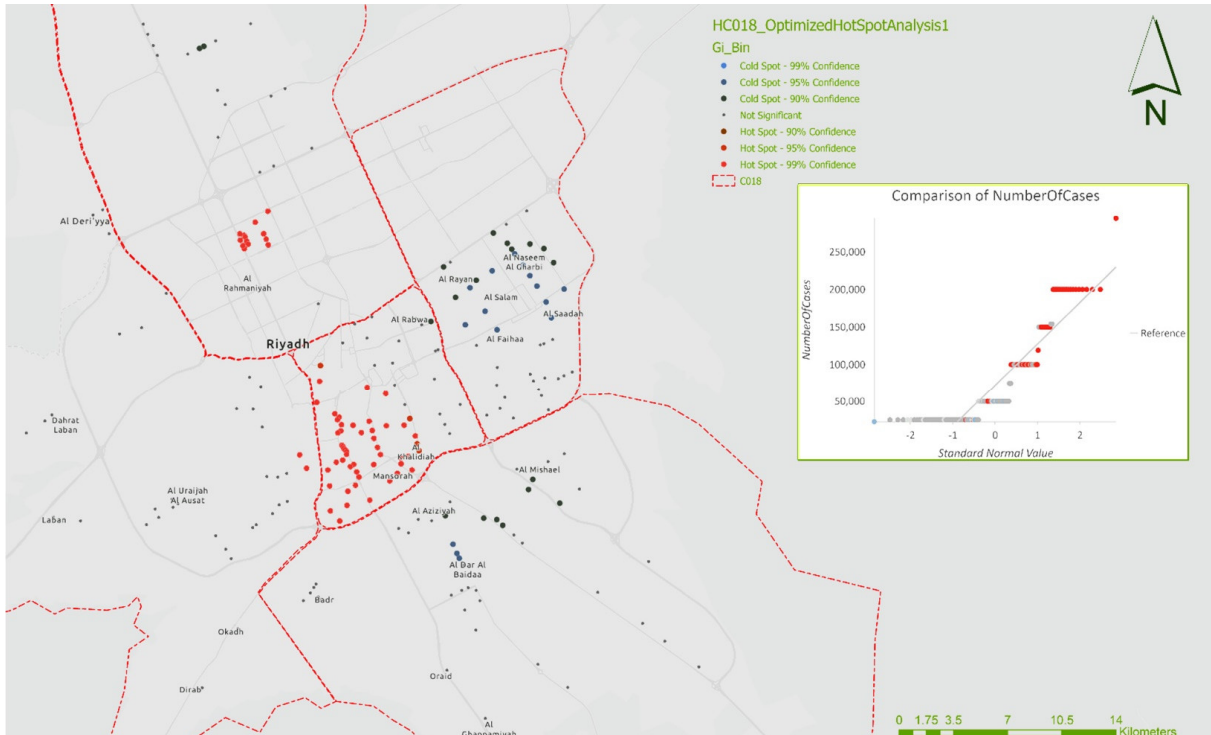 HC018_OptimizedHotSpotAnalysis1
Gi_Bin
Cold Spot - 99% Confidence
Cold Spot - 95% Confidence
Cold Spot - 90% Confidence
Not Significant
Hot Spot - 90% Confidence
Hot Spot - 95% Confidence
Hot Spot - 99% Confidence
C018
N
Comparison of NumberOfCases
NumberOfCases
250,000
200,000
150,000
100,000
50,000
-2
-1
0
1
2
Standard Normal Value
Reference
Al Deri'yya
Al
Rahmaniyah
Al Naseem
Al Gharbi
Al Rayan
Al Salam
Al Saadah
Al Rabwa
Al Faihaa
Riyadh
Dahrat
Laban
Al
Khalidiah
Mansurah
Al Mishael
Al Uraijah
Al Ausat
Laban
Al Aziziyah
Al Dar Al
Baidaa
Badr
Okadh
Oraid
Dirab
Al
Ghannamiyah
0 1.75 3.5 7 10.5 14
Kilometers